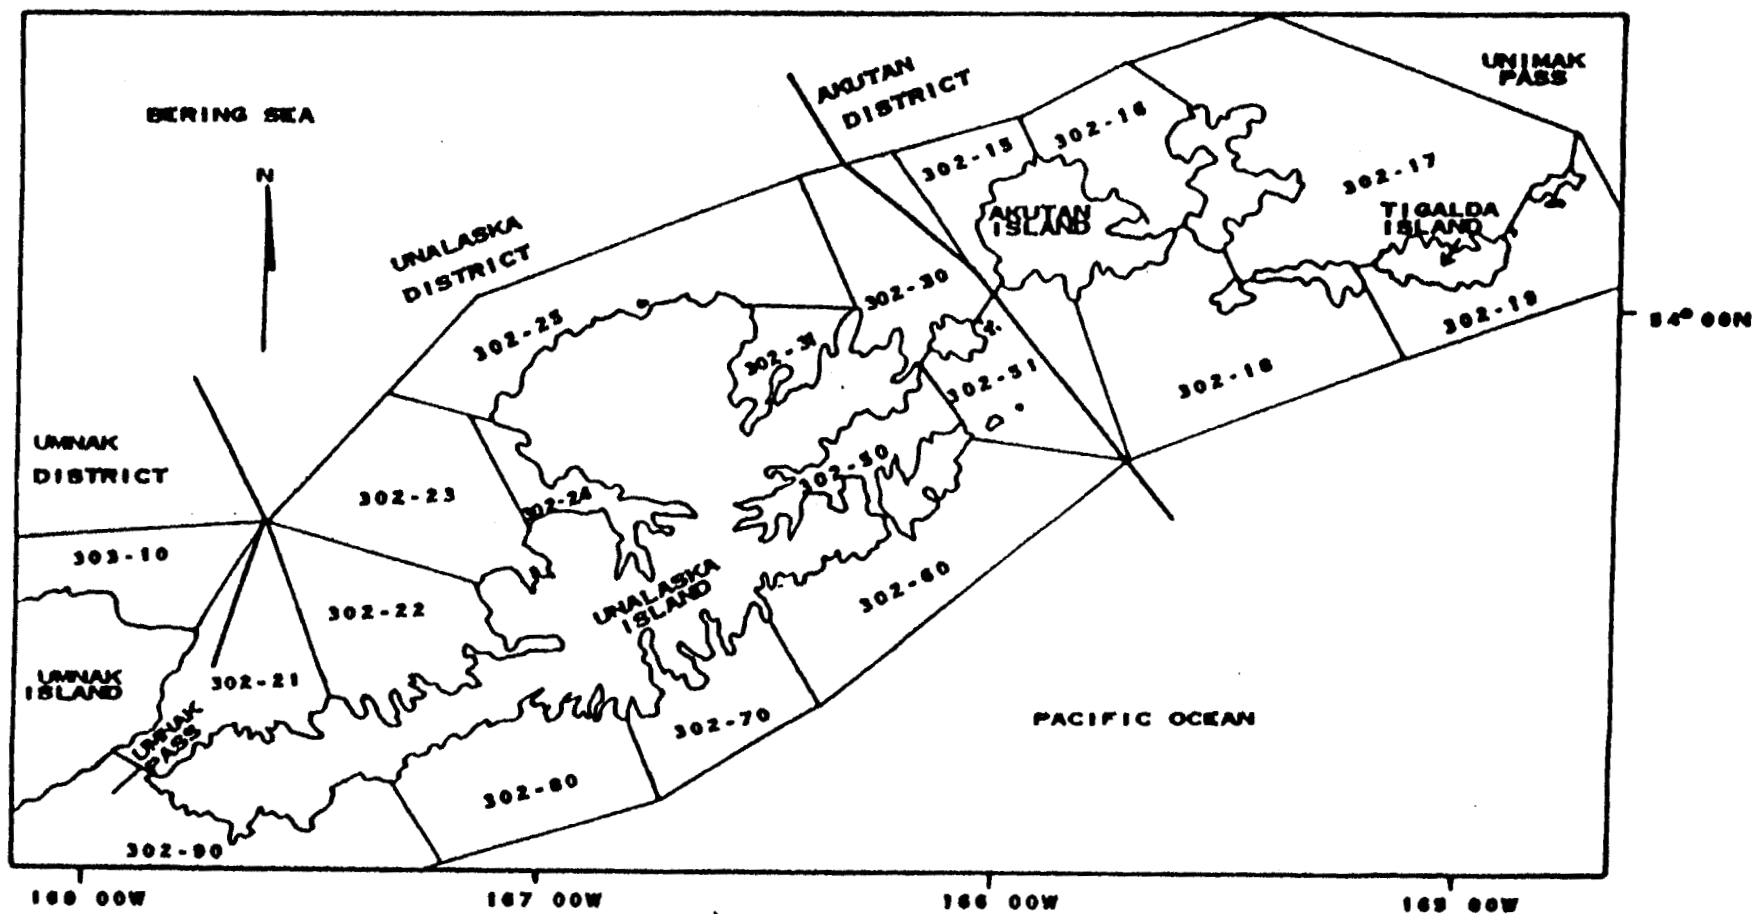 AKUTAN
DISTRICT
UNIMAK
PASS
BERING SEA
N
302-15
302-16
302-17
AKUTAN
ISLAND
TIGALDA
ISLAND
UNALASKA
DISTRICT
302-30
302-19
54° 00N
302-25
302-31
302-51
302-18
UMNAK
DISTRICT
302-23
302-24
302-50
303-10
302-22
UNALASKA
ISLAND
302-60
UMNAK
ISLAND
302-21
UMNAK
PASS
302-70
PACIFIC OCEAN
302-80
302-90
168 00W
167 00W
166 00W
165 00W